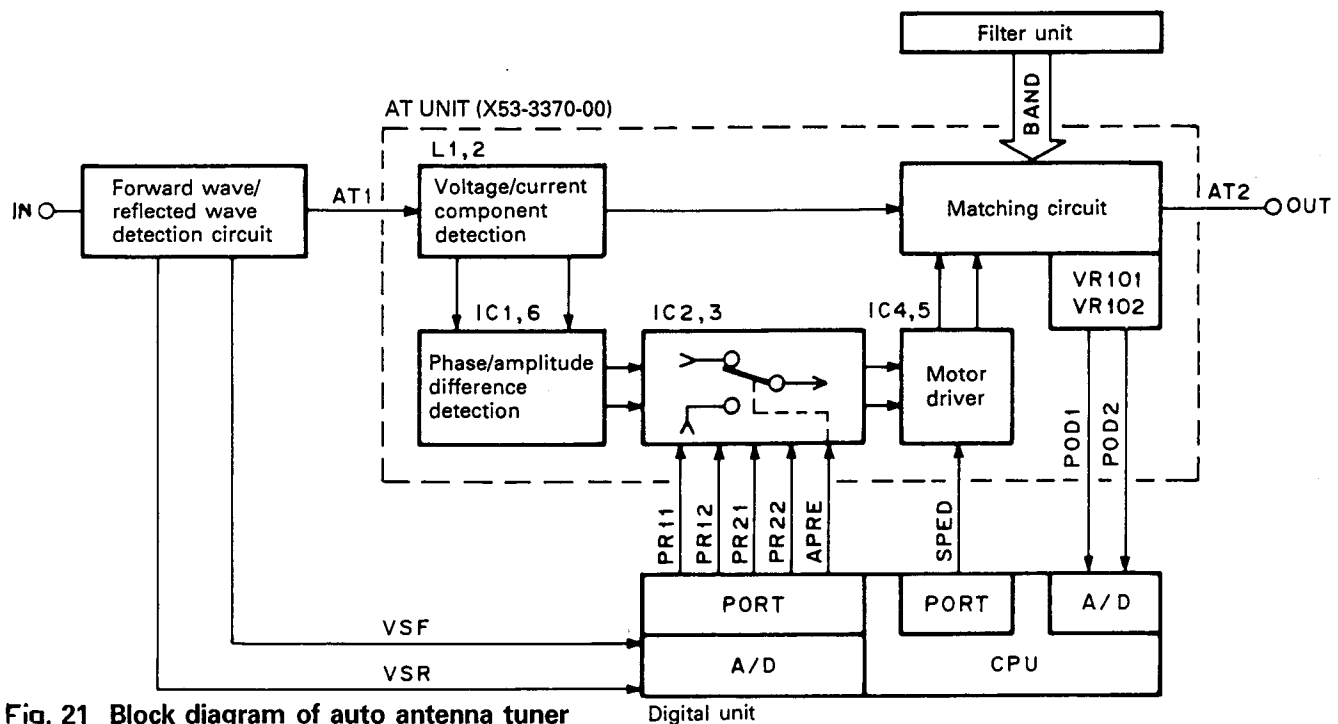 Filter unit
BAND
AT UNIT (X53-3370-00)
L1,2
IN
Forward wave/
reflected wave
detection circuit
AT1
Voltage/current
component
detection
Matching circuit
AT2
OUT
VR101
VR102
IC1,6
IC2,3
IC4,5
Phase/amplitude
difference
detection
Motor
driver
POD1
POD2
PR11
PR12
PR21
PR22
APRE
SPED
PORT
PORT
A/D
VSF
A/D
CPU
VSR
Fig. 21 Block diagram of auto antenna tuner
Digital unit